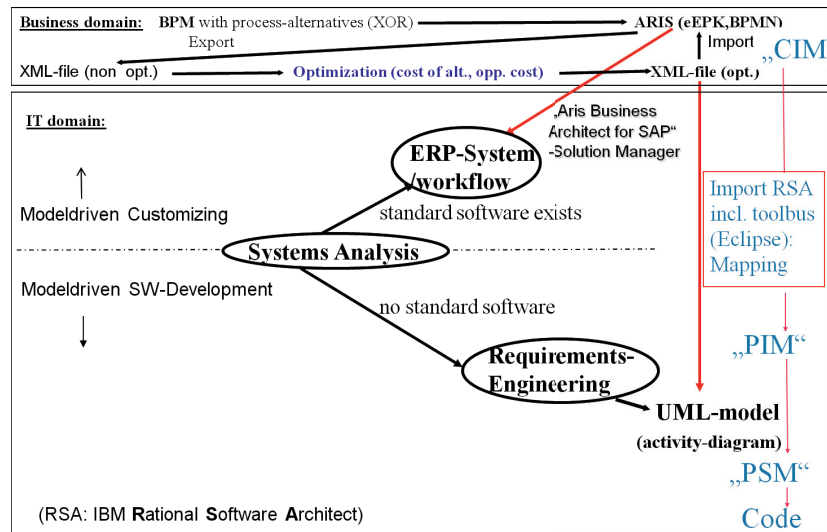 Business domain: BPM with process-alternatives (XOR) ARIS (eEPK,BPMN)
Export Import
„CIM“
XML-file (non opt.) Optimization (cost of alt., opp. cost) XML-file (opt.)
IT domain:
„Aris Business
Architect for SAP“
-Solution Manager
ERP-System
/workflow
Modeldriven Customizing
standard software exists
Import RSA
incl. toolbus
(Eclipse):
Mapping
Systems Analysis
Modeldriven SW-Development
no standard software
„PIM“
Requirements-
Engineering
UML-model
(activity-diagram)
„PSM“
Code
(RSA: IBM Rational Software Architect)